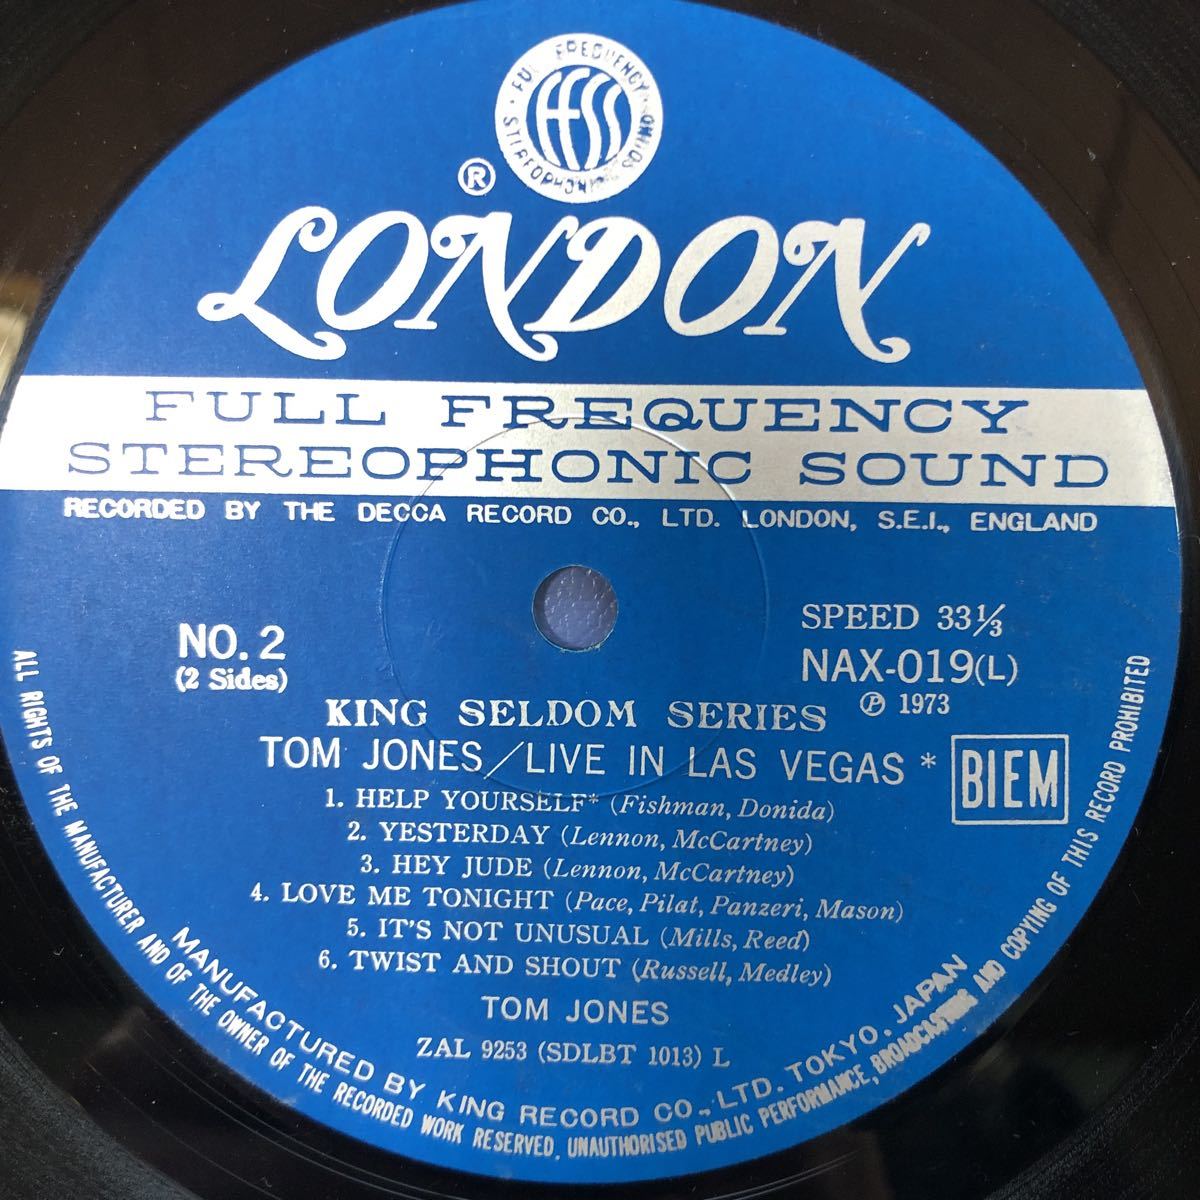 FULL FREQUENCY
STEREOPHONIC SOUND
ffss
®
LONDON
FULL FREQUENCY
STEREOPHONIC SOUND
RECORDED BY THE DECCA RECORD CO., LTD. LONDON, S.E.I., ENGLAND
NO. 2
(2 Sides)
SPEED 33⅓
NAX-019(L)
℗ 1973
KING SELDOM SERIES
TOM JONES/LIVE IN LAS VEGAS *
BIEM
1. HELP YOURSELF* (Fishman, Donida)
2. YESTERDAY (Lennon, McCartney)
3. HEY JUDE (Lennon, McCartney)
4. LOVE ME TONIGHT (Pace, Pilat, Panzeri, Mason)
5. IT'S NOT UNUSUAL (Mills, Reed)
6. TWIST AND SHOUT (Russell, Medley)
TOM JONES
ZAL 9253 (SDLBT 1013) L
MANUFACTURED BY KING RECORD CO., LTD. TOKYO. JAPAN
ALL RIGHTS OF THE MANUFACTURER AND OF THE OWNER OF THE RECORDED WORK RESERVED. UNAUTHORISED PUBLIC PERFORMANCE, BROADCASTING AND COPYING OF THIS RECORD PROHIBITED